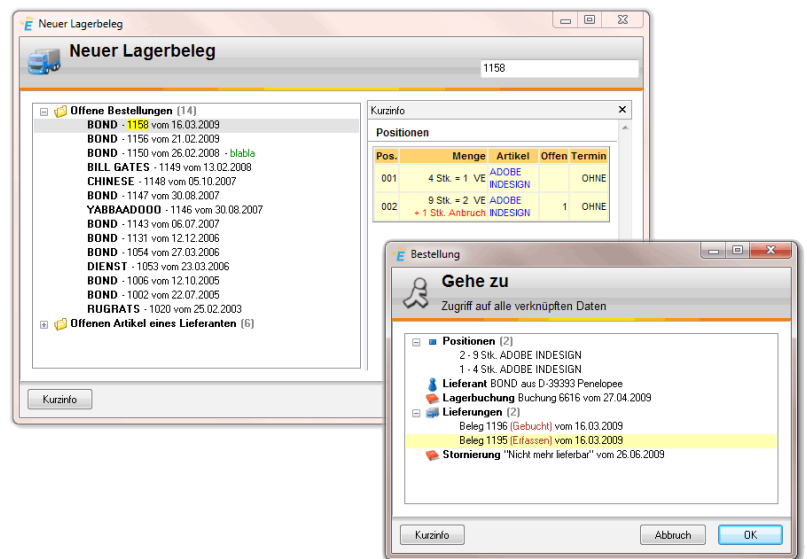 Neuer Lagerbeleg
Neuer Lagerbeleg
1158
Offene Bestellungen (14)
BOND - 1158 vom 16.03.2009
BOND - 1156 vom 21.02.2009
BOND - 1150 vom 26.02.2008 - blabla
BILL GATES - 1149 vom 13.02.2008
CHINESE - 1148 vom 05.10.2007
BOND - 1147 vom 30.08.2007
YABBAADOOO - 1146 vom 30.08.2007
BOND - 1143 vom 06.07.2007
BOND - 1131 vom 12.12.2006
BOND - 1054 vom 27.03.2006
DIENST - 1053 vom 23.03.2006
BOND - 1006 vom 12.10.2005
BOND - 1002 vom 22.07.2005
RUGRATS - 1020 vom 25.02.2003
Offenen Artikel eines Lieferanten (6)
Kurzinfo
Positionen
Pos. Menge Artikel Offen Termin
001 4 Stk. = 1 VE ADOBE INDESIGN OHNE
002 9 Stk. = 2 VE + 1 Stk. Anbruch ADOBE INDESIGN 1 OHNE
Kurzinfo
Bestellung
Gehe zu
Zugriff auf alle verknüpften Daten
Positionen (2)
2 - 9 Stk. ADOBE INDESIGN
1 - 4 Stk. ADOBE INDESIGN
Lieferant BOND aus D-39393 Penelopee
Lagerbuchung Buchung 6616 vom 27.04.2009
Lieferungen (2)
Beleg 1196 (Gebucht) vom 16.03.2009
Beleg 1195 (Erfassen) vom 16.03.2009
Stornierung "Nicht mehr lieferbar" vom 26.06.2009
Kurzinfo Abbruch OK